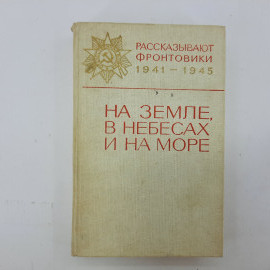 РАССКАЗЫВАЮТ
ФРОНТОВИКИ
1941–1945
НА ЗЕМЛЕ,
В НЕБЕСАХ
И НА МОРЕ